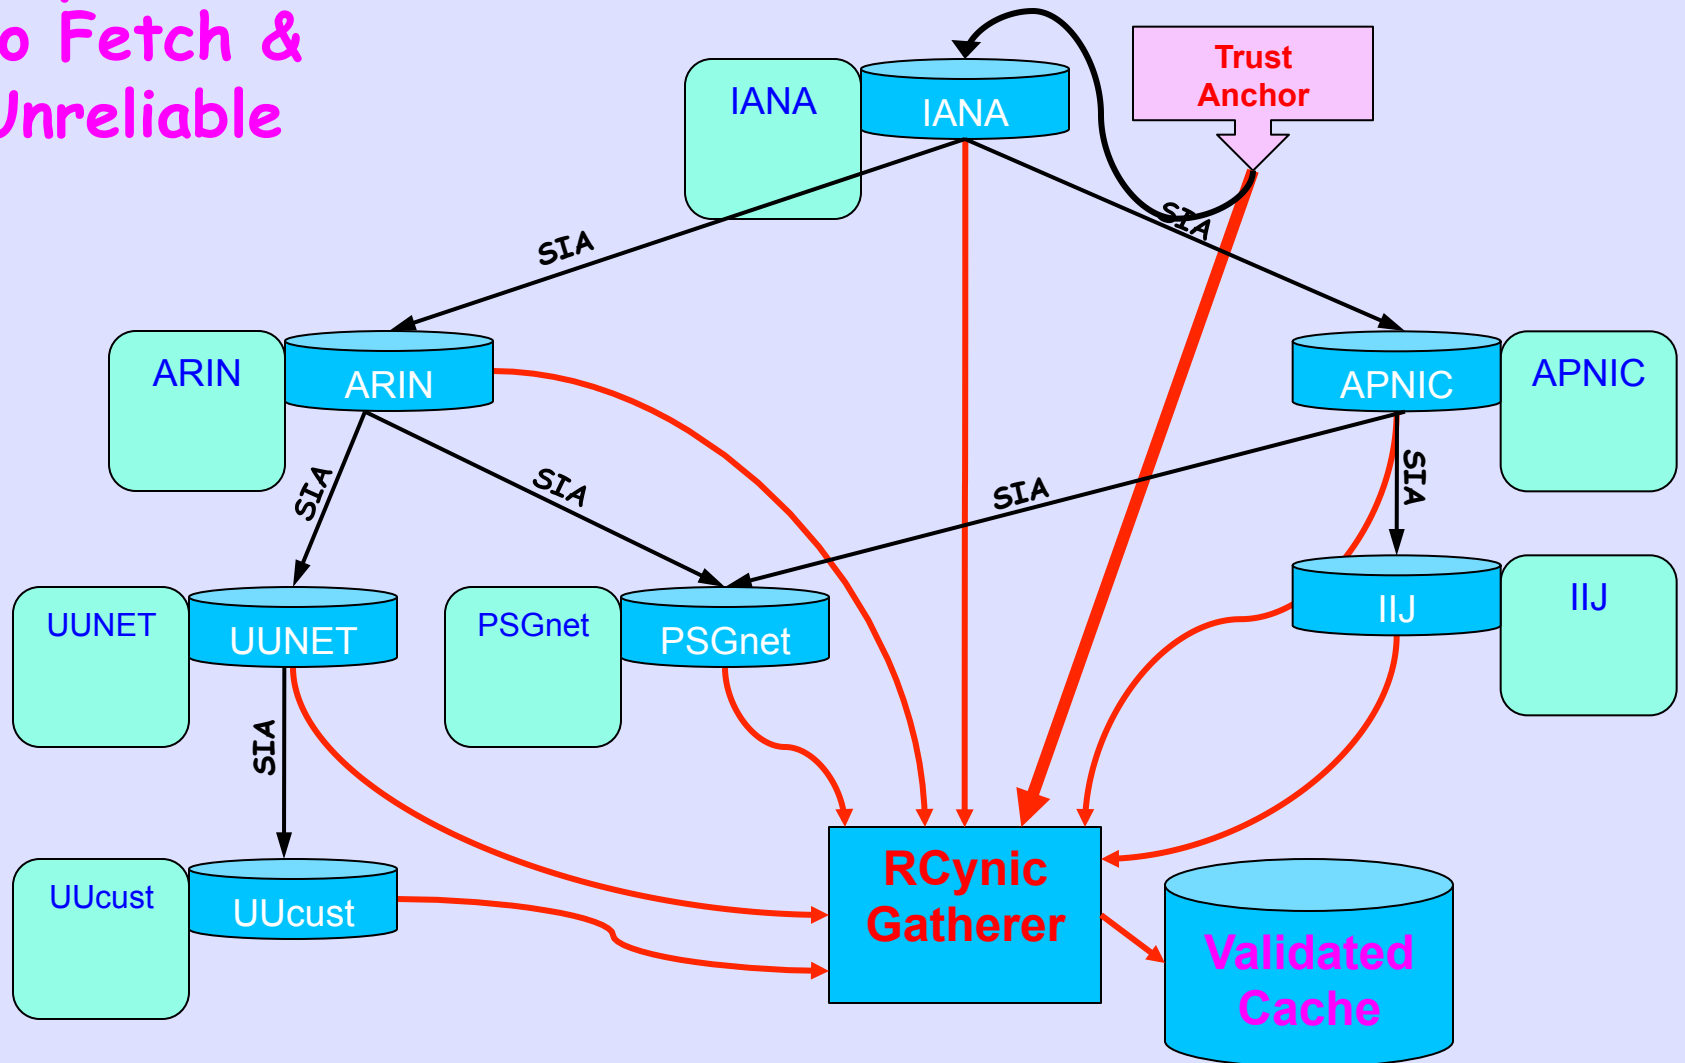 o Fetch &
Unreliable
Trust
Anchor
IANA
IANA
SIA
SIA
ARIN
ARIN
APNIC
APNIC
SIA
SIA
SIA
SIA
UUNET
UUNET
PSGnet
PSGnet
IIJ
IIJ
SIA
UUcust
UUcust
RCynic
Gatherer
Validated
Cache